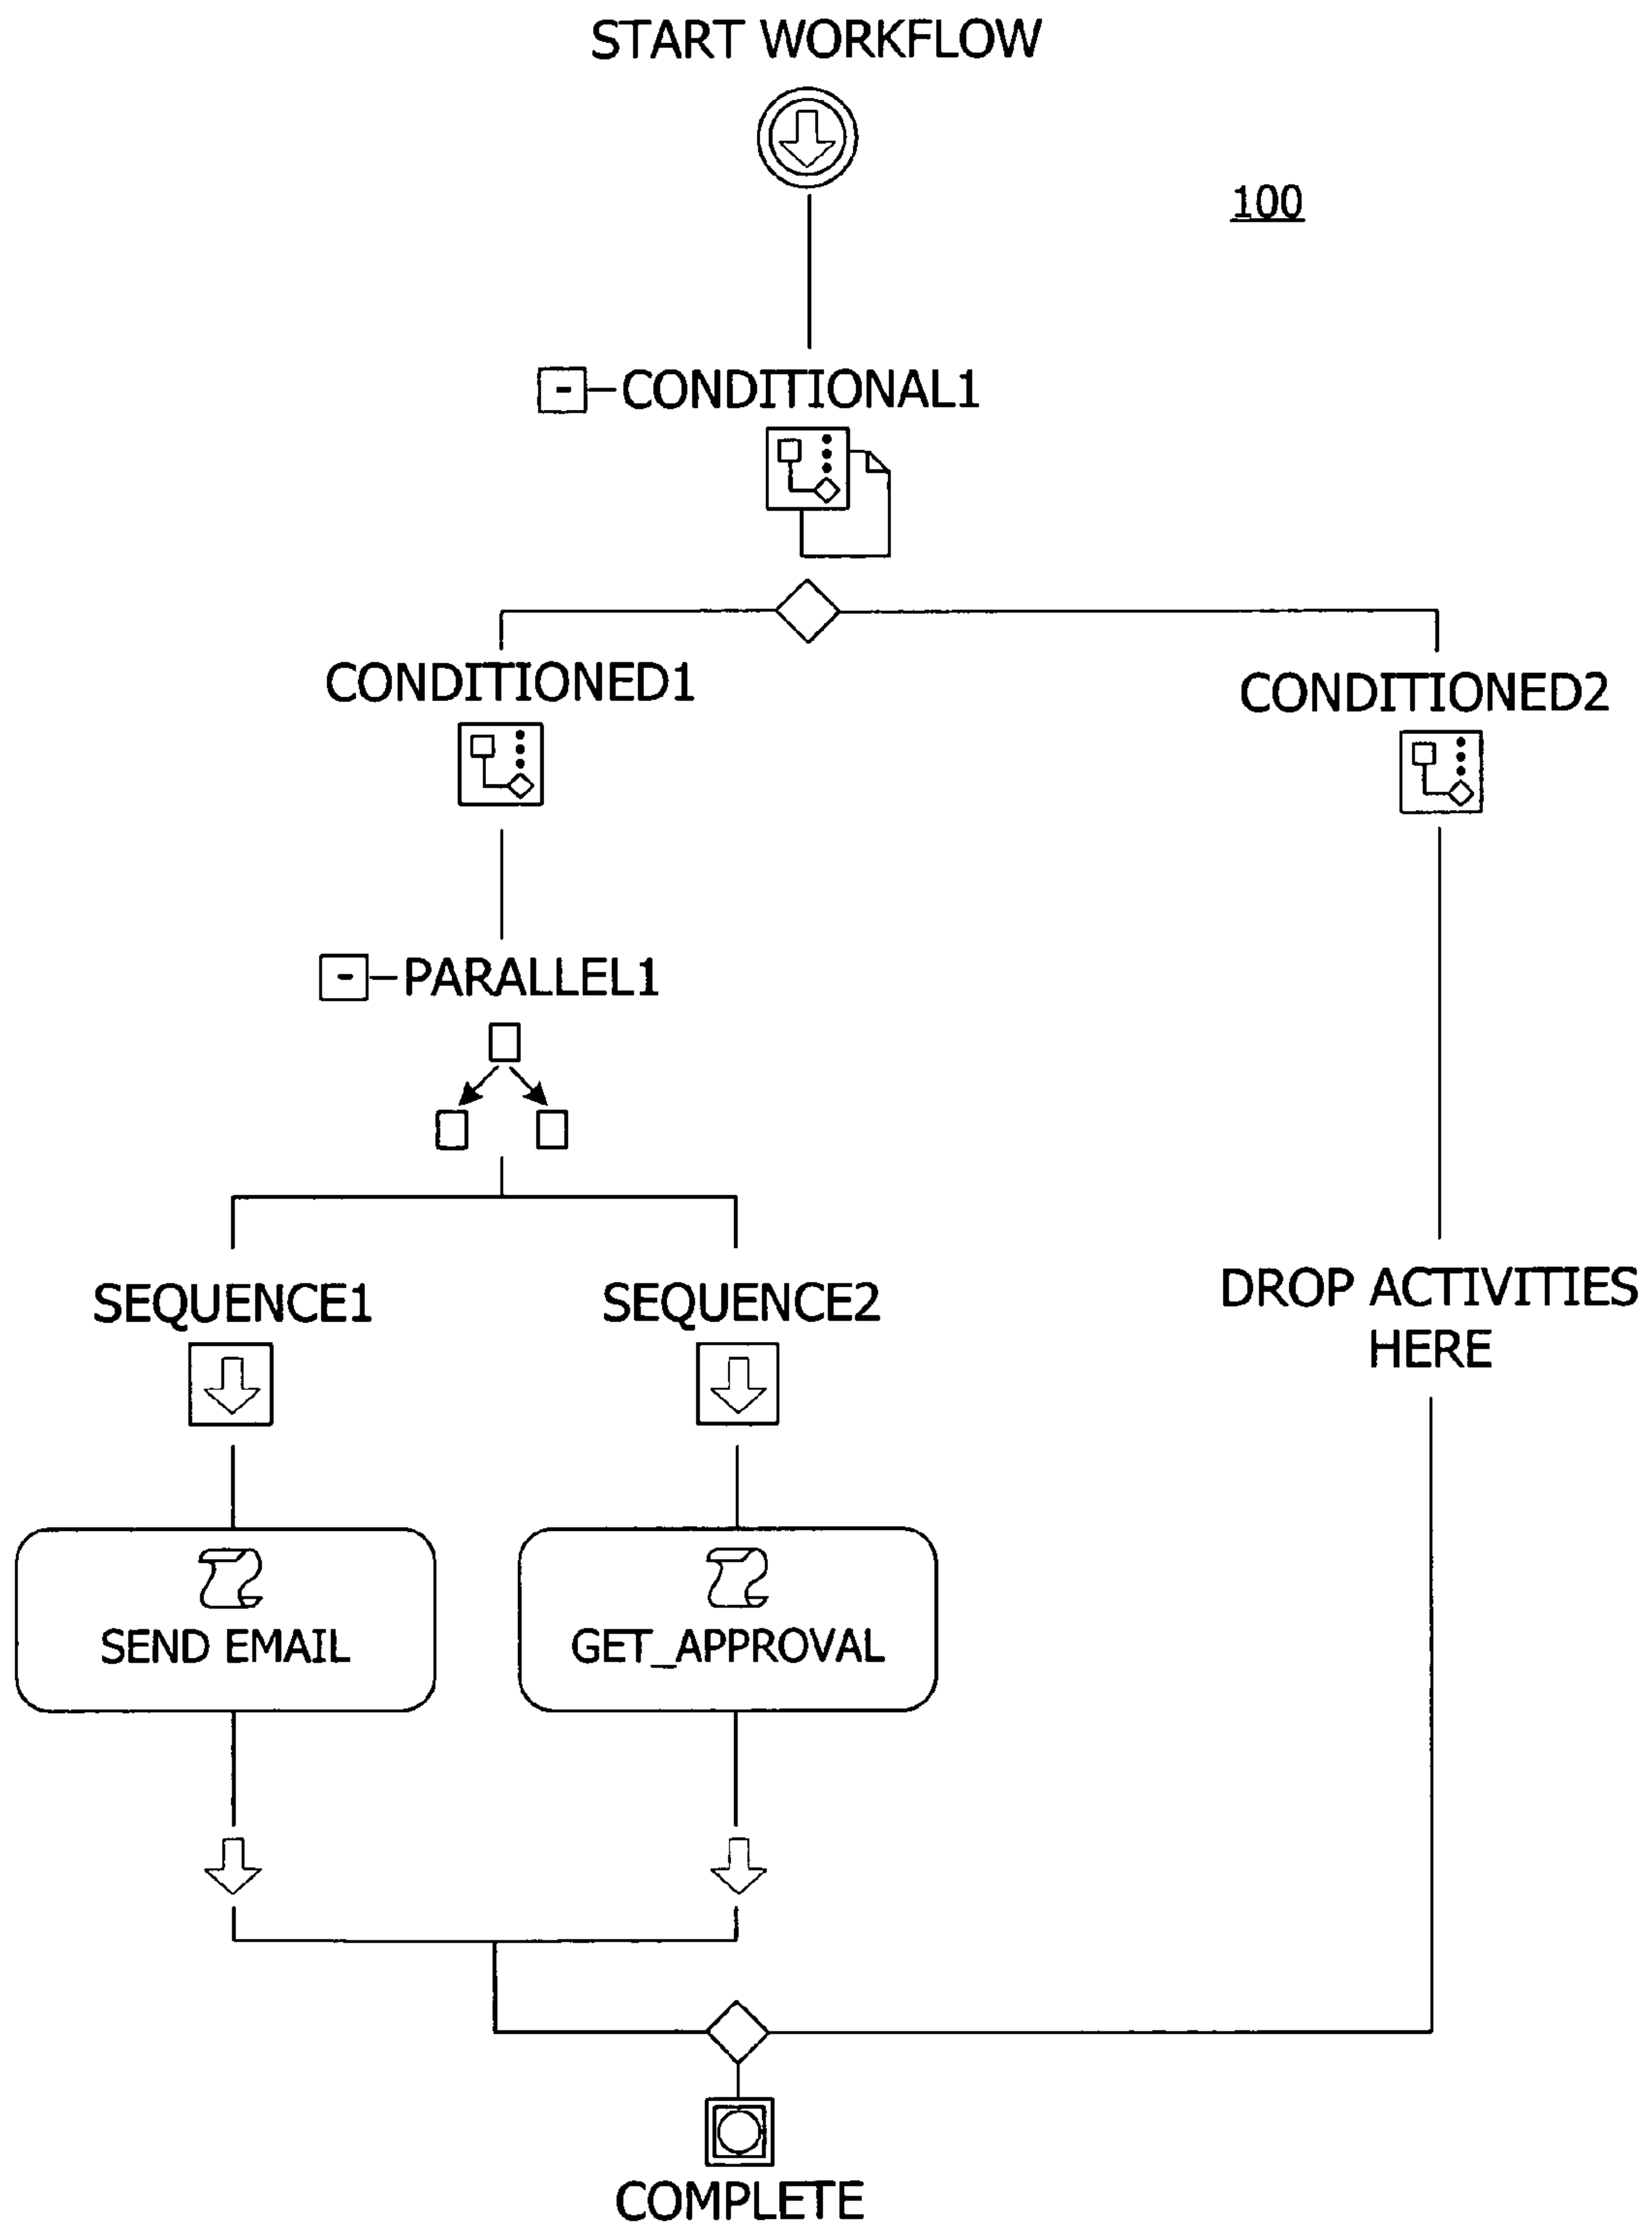 START WORKFLOW
100
CONDITIONAL1
CONDITIONED1
CONDITIONED2
PARALLEL1
SEQUENCE1
SEQUENCE2
DROP ACTIVITIES
HERE
SEND EMAIL
GET_APPROVAL
COMPLETE